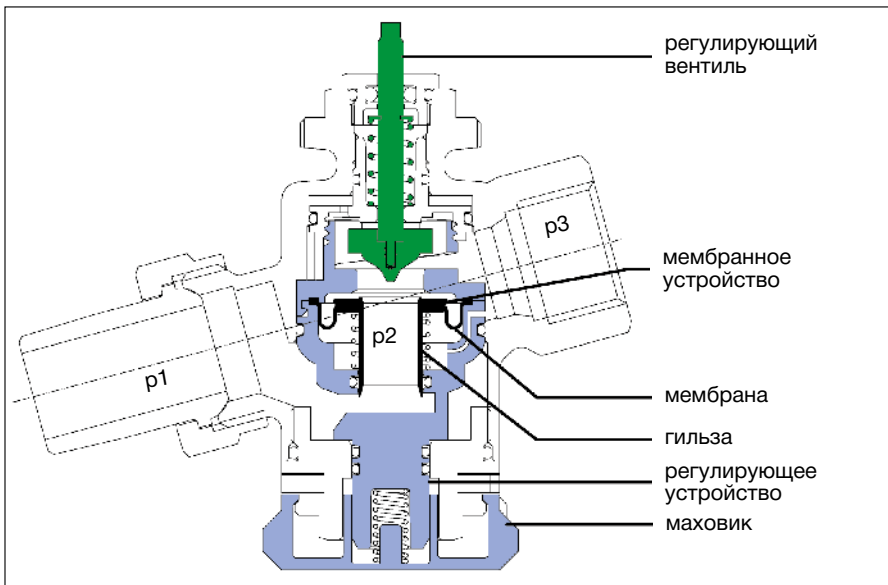 регулирующий
вентиль
p3
мембранное
устройство
p2
p1
мембрана
гильза
регулирующее
устройство
маховик